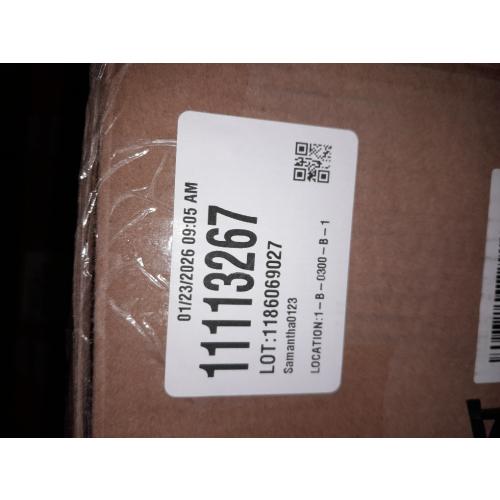 01/23/2026 09:05 AM
11113267
LOT:1186069027
Samantha0123
LOCATION:1-B-0300-B-1